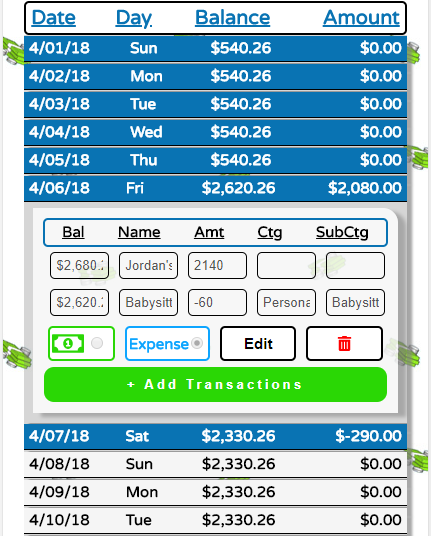 Date Day Balance Amount
4/01/18 Sun $540.26 $0.00
4/02/18 Mon $540.26 $0.00
4/03/18 Tue $540.26 $0.00
4/04/18 Wed $540.26 $0.00
4/05/18 Thu $540.26 $0.00
4/06/18 Fri $2,620.26 $2,080.00
Bal Name Amt Ctg SubCtg
$2,680.2 Jordan's 2140
$2,620.2 Babysitt -60 Persona Babysitt
1 Expense Edit
+ Add Transactions
4/07/18 Sat $2,330.26 $-290.00
4/08/18 Sun $2,330.26 $0.00
4/09/18 Mon $2,330.26 $0.00
4/10/18 Tue $2,330.26 $0.00